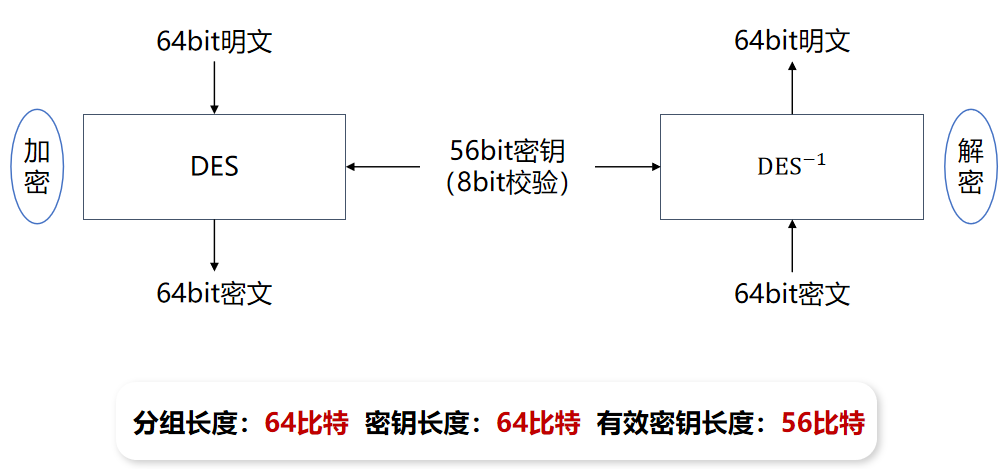 64bit明文
64bit明文
加密
DES
56bit密钥
（8bit校验）
DES⁻¹
解密
64bit密文
64bit密文
分组长度：64比特 密钥长度：64比特 有效密钥长度：56比特